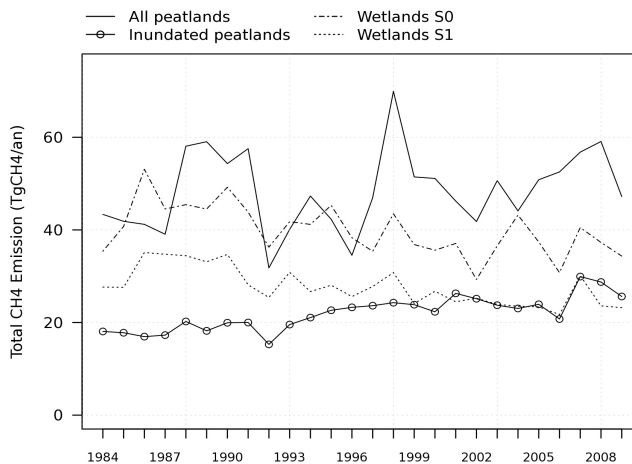 All peatlands
Inundated peatlands
Wetlands S0
Wetlands S1
Total CH4 Emission (TgCH4/an)
60
40
20
0
1984 1987 1990 1993 1996 1999 2002 2005 2008